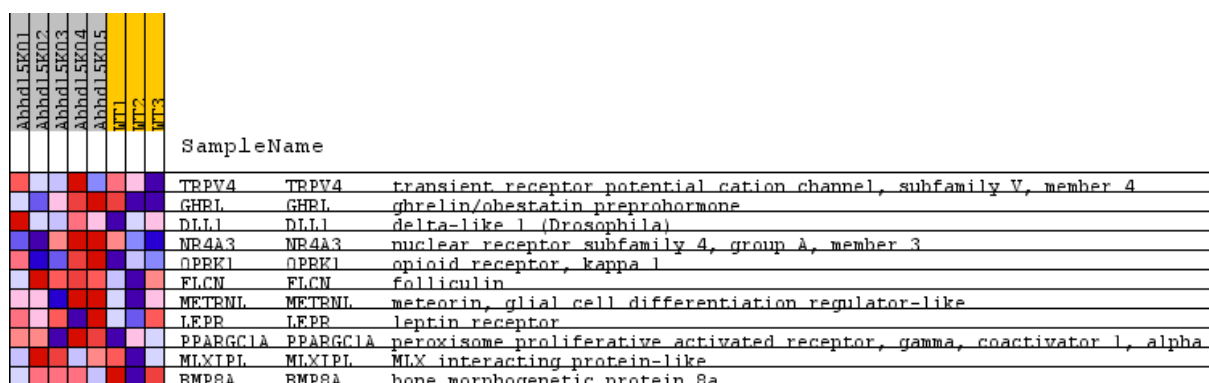 Abhd15KO1 Abhd15KO2 Abhd15KO3 Abhd15KO4 Abhd15KO5 WT1 WT2 WT3
SampleName
TRPV4 TRPV4 transient receptor potential cation channel, subfamily V, member 4
GHRL GHRL ghrelin/obestatin preprohormone
DLL1 DLL1 delta-like 1 (Drosophila)
NR4A3 NR4A3 nuclear receptor subfamily 4, group A, member 3
OPRK1 OPRK1 opioid receptor, kappa 1
FLCN FLCN folliculin
METRNL METRNL meteorin, glial cell differentiation regulator-like
LEPR LEPR leptin receptor
PPARGC1A PPARGC1A peroxisome proliferative activated receptor, gamma, coactivator 1, alpha
MLXIPL MLXIPL MLX interacting protein-like
BMP8A BMP8A bone morphogenetic protein 8a